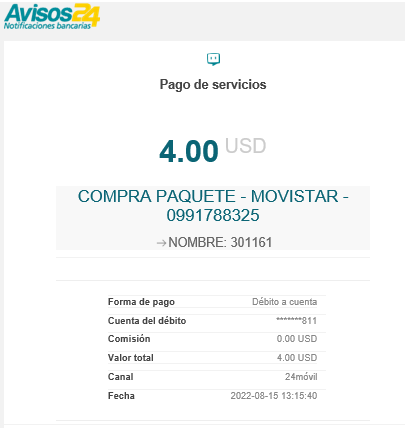 Avisos24
Notificaciones bancarias
Pago de servicios
4.00 USD
COMPRA PAQUETE - MOVISTAR -
0991788325
→NOMBRE: 301161
Forma de pago Débito a cuenta
Cuenta del débito *******811
Comisión 0.00 USD
Valor total 4.00 USD
Canal 24móvil
Fecha 2022-08-15 13:15:40